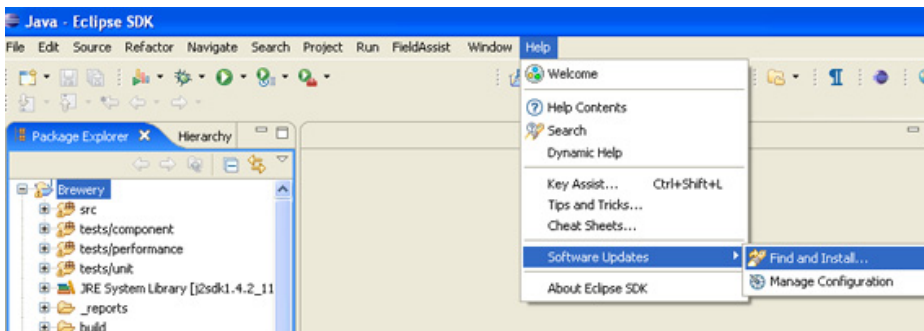 Java - Eclipse SDK
File Edit Source Refactor Navigate Search Project Run FieldAssist Window Help
Welcome
Help Contents
Search
Dynamic Help
Key Assist... Ctrl+Shift+L
Tips and Tricks...
Cheat Sheets...
Software Updates
Find and Install...
Manage Configuration
About Eclipse SDK
Package Explorer Hierarchy
Brewery
src
tests/component
tests/performance
tests/unit
JRE System Library [j2sdk1.4.2_11
_reports
build